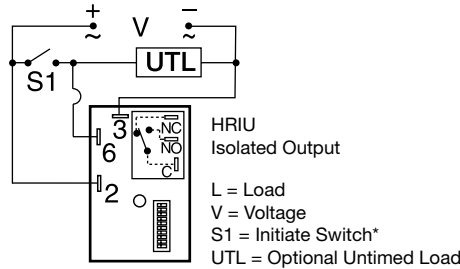 + −
~ V ~
UTL
S1
3 NC
6 NO
C
2
HRIU
Isolated Output
L = Load
V = Voltage
S1 = Initiate Switch*
UTL = Optional Untimed Load